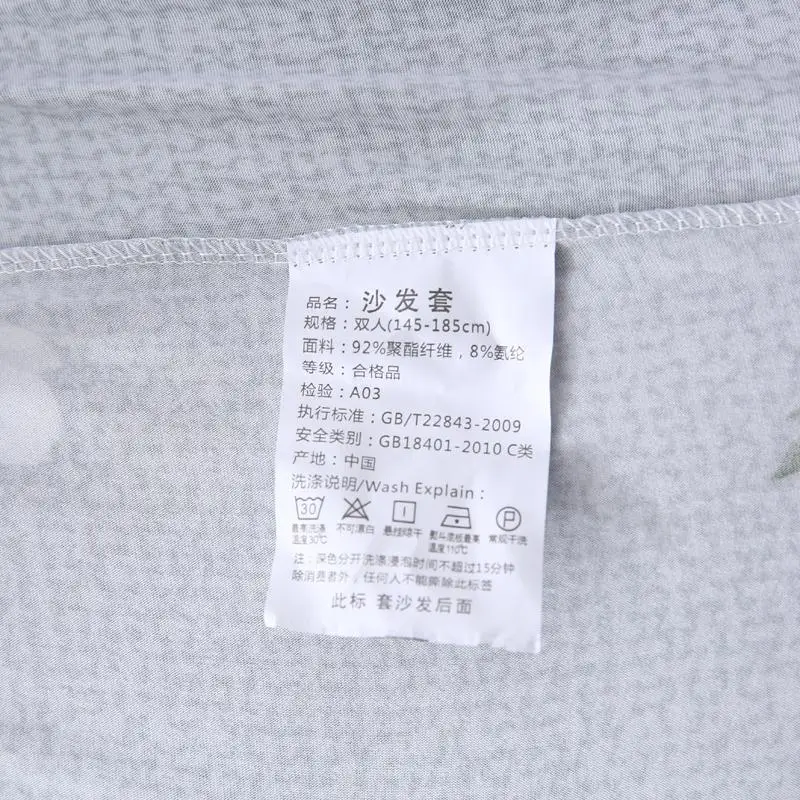 品名：沙发套
规格：双人(145-185cm)
面料：92%聚酯纤维，8%氨纶
等级：合格品
检验：A03
执行标准：GB/T22843-2009
安全类别：GB18401-2010 C类
产地：中国
洗涤说明/Wash Explain：
30 P
最高洗涤温度30℃
不可漂白
悬挂晾干
熨斗底板最高温度110℃
常规干洗
注：深色分开洗涤浸泡时间不超过15分钟
除消费者外，任何人不能撕除此标签
此标 套沙发后面